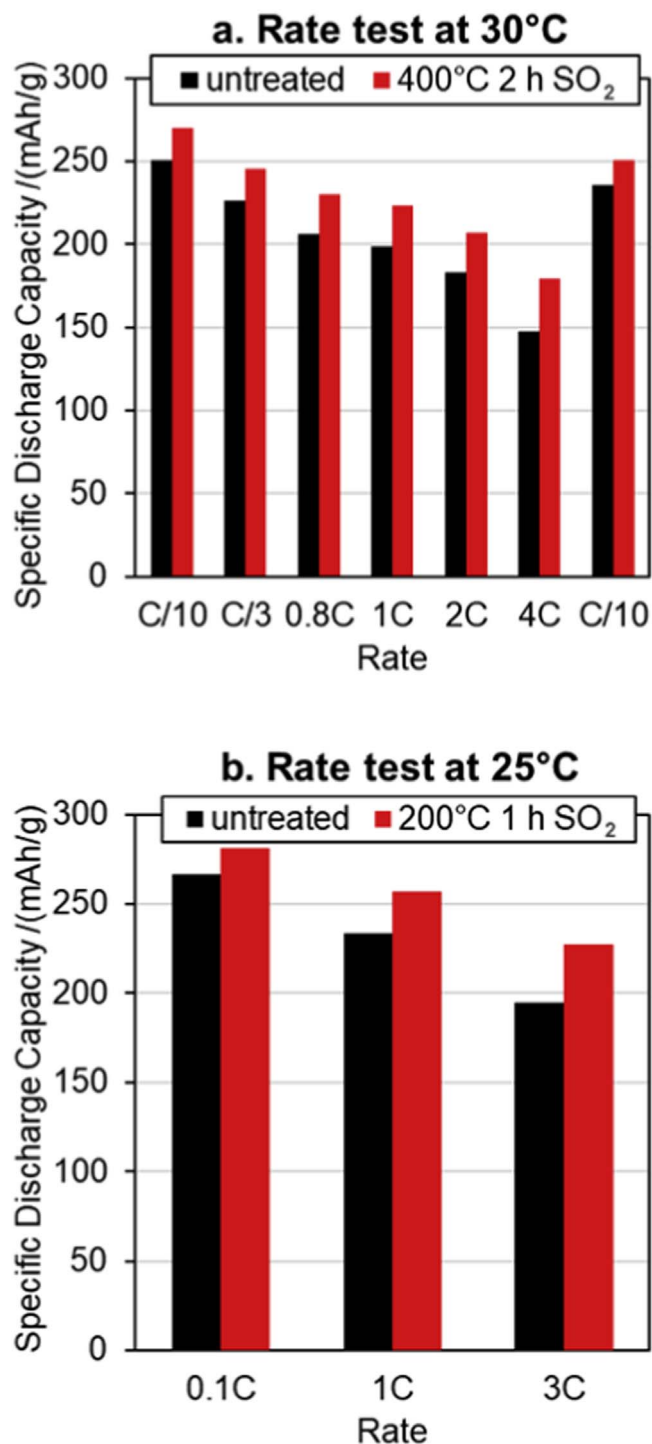 a. Rate test at 30°C
untreated 400°C 2 h SO₂
Specific Discharge Capacity /(mAh/g)
300
250
200
150
100
50
0
C/10 C/3 0.8C 1C 2C 4C C/10
Rate
b. Rate test at 25°C
untreated 200°C 1 h SO₂
Specific Discharge Capacity /(mAh/g)
300
250
200
150
100
50
0
0.1C 1C 3C
Rate